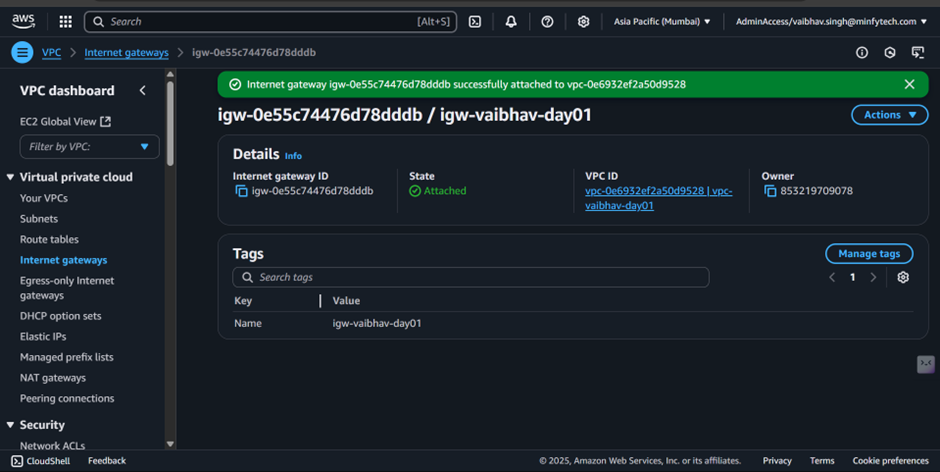 aws Search [Alt+S] Asia Pacific (Mumbai) ▼ AdminAccess/vaibhav.singh@minfytech.com ▼
VPC > Internet gateways > igw-0e55c74476d78dddb
VPC dashboard
EC2 Global View
Filter by VPC:
Virtual private cloud
Your VPCs
Subnets
Route tables
Internet gateways
Egress-only Internet
gateways
DHCP option sets
Elastic IPs
Managed prefix lists
NAT gateways
Peering connections
Security
Network ACLs
Internet gateway igw-0e55c74476d78dddb successfully attached to vpc-0e6932ef2a50d9528
igw-0e55c74476d78dddb / igw-vaibhav-day01
Actions ▼
Details Info
Internet gateway ID
igw-0e55c74476d78dddb
State
Attached
VPC ID
vpc-0e6932ef2a50d9528 | vpc-
vaibhav-day01
Owner
853219709078
Tags
Manage tags
Search tags
< 1 >
Key Value
Name igw-vaibhav-day01
CloudShell Feedback © 2025, Amazon Web Services, Inc. or its affiliates. Privacy Terms Cookie preferences